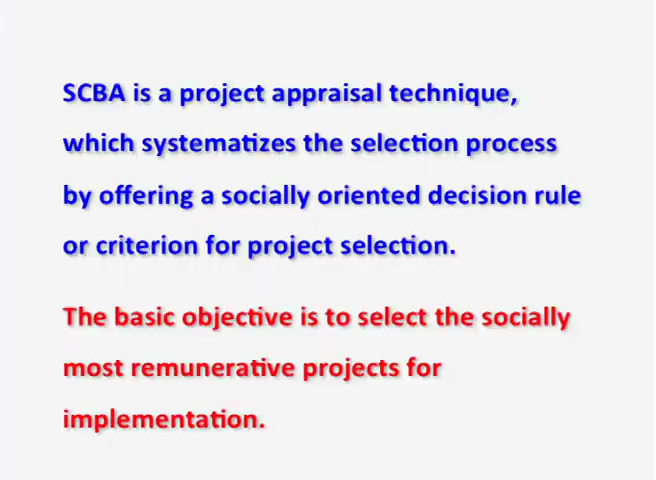 SCBA is a project appraisal technique,
which systematizes the selection process
by offering a socially oriented decision rule
or criterion for project selection.
The basic objective is to select the socially
most remunerative projects for
implementation.